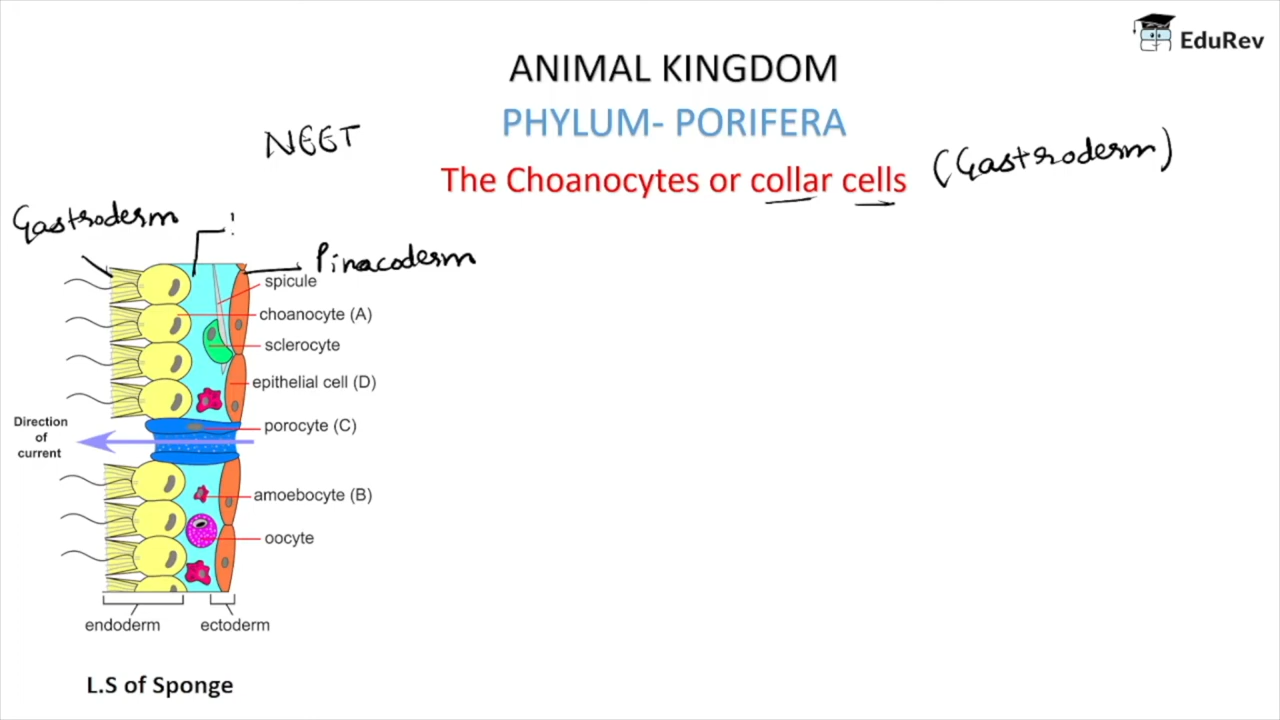 EduRev
ANIMAL KINGDOM
PHYLUM- PORIFERA
NEET
The Choanocytes or collar cells (Gastroderm)
Gastroderm
Pinacoderm
spicule
choanocyte (A)
sclerocyte
epithelial cell (D)
porocyte (C)
Direction
of
current
amoebocyte (B)
oocyte
endoderm
ectoderm
L.S of Sponge